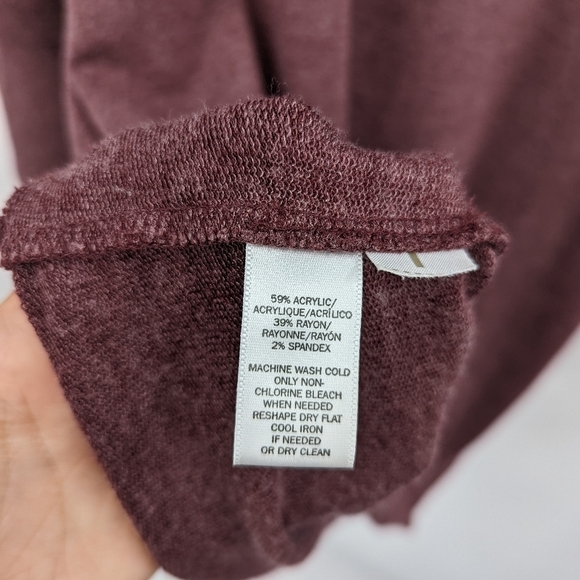 59% ACRYLIC/
ACRYLIQUE/ACRÍLICO
39% RAYON/
RAYONNE/RAYÓN
2% SPANDEX
MACHINE WASH COLD
ONLY NON-
CHLORINE BLEACH
WHEN NEEDED
RESHAPE DRY FLAT
COOL IRON
IF NEEDED
OR DRY CLEAN